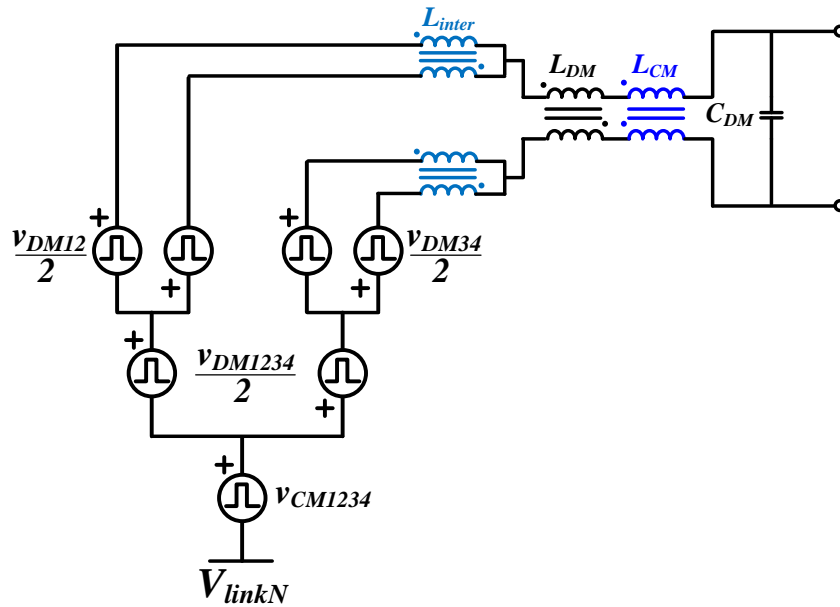 L_inter
L_DM
L_CM
C_DM
+
v_DM12
2
+
+
+
v_DM34
2
+
v_DM1234
2
+
+
v_CM1234
V_linkN